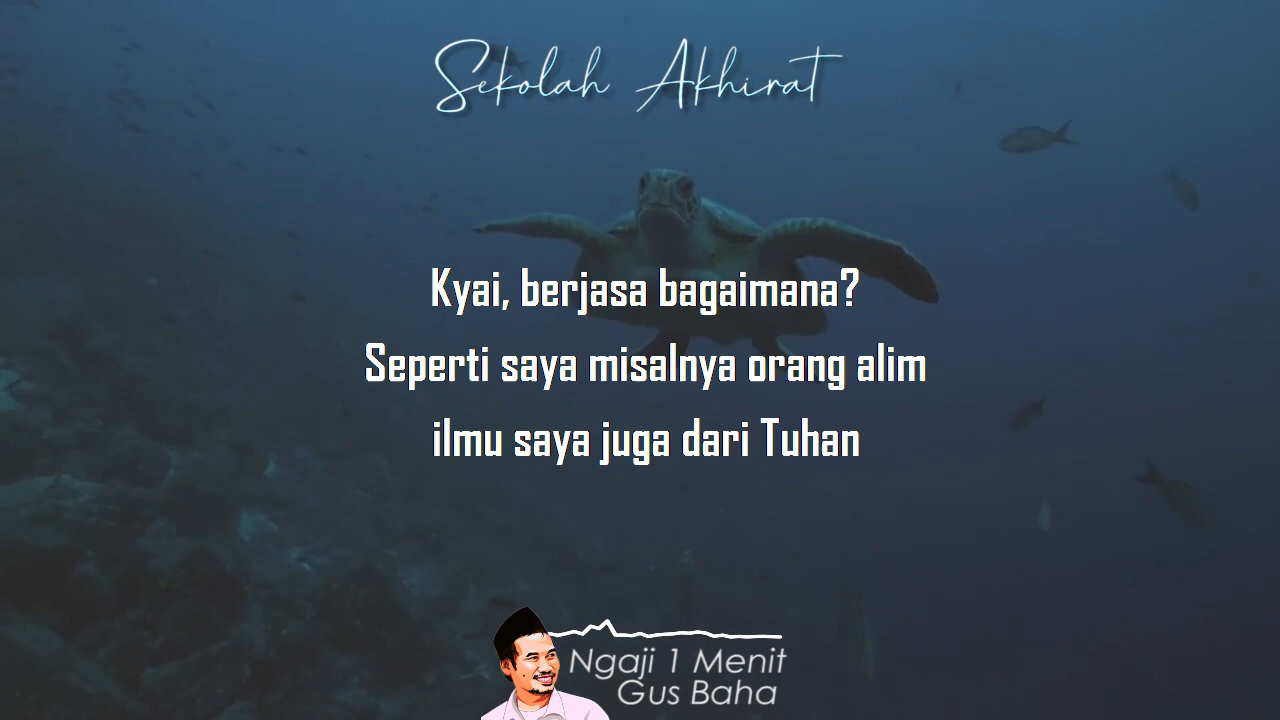 Sekolah Akhirat
Kyai, berjasa bagaimana?
Seperti saya misalnya orang alim
ilmu saya juga dari Tuhan
Ngaji 1 Menit
Gus Baha